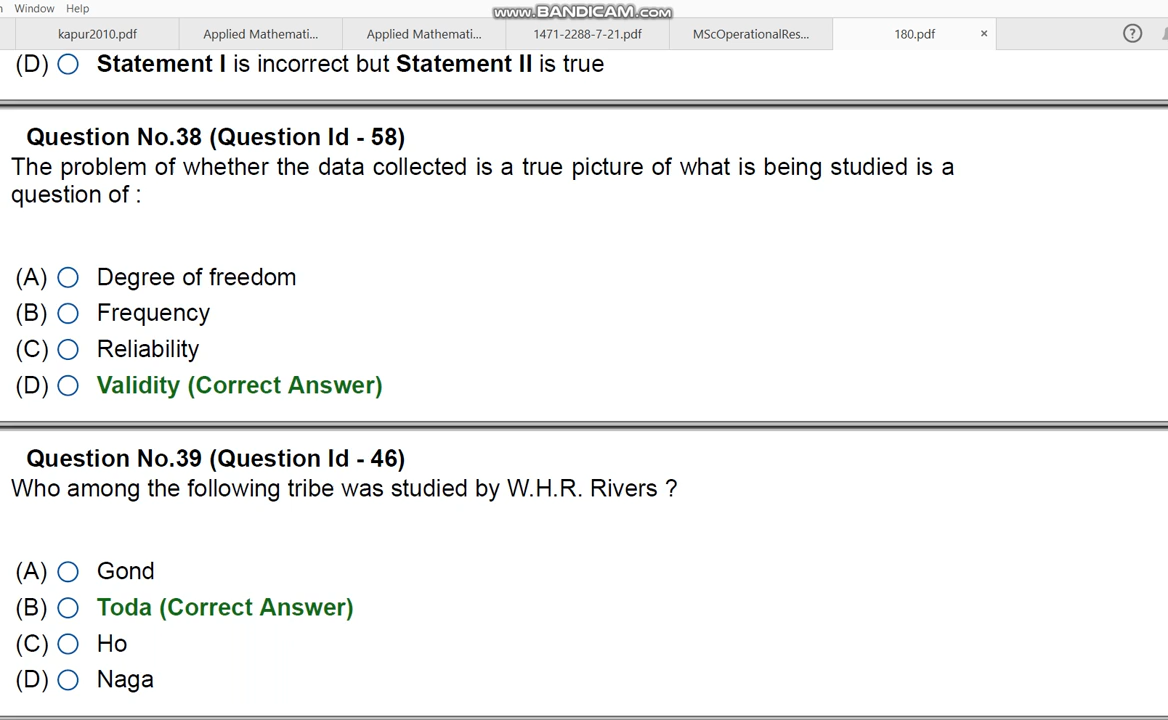 Window Help
www.BANDICAM.com
kapur2010.pdf Applied Mathemati... Applied Mathemati... 1471-2288-7-21.pdf MScOperationalRes... 180.pdf × ?
(D) Statement I is incorrect but Statement II is true
Question No.38 (Question Id - 58)
The problem of whether the data collected is a true picture of what is being studied is a
question of :
(A) Degree of freedom
(B) Frequency
(C) Reliability
(D) Validity (Correct Answer)
Question No.39 (Question Id - 46)
Who among the following tribe was studied by W.H.R. Rivers ?
(A) Gond
(B) Toda (Correct Answer)
(C) Ho
(D) Naga